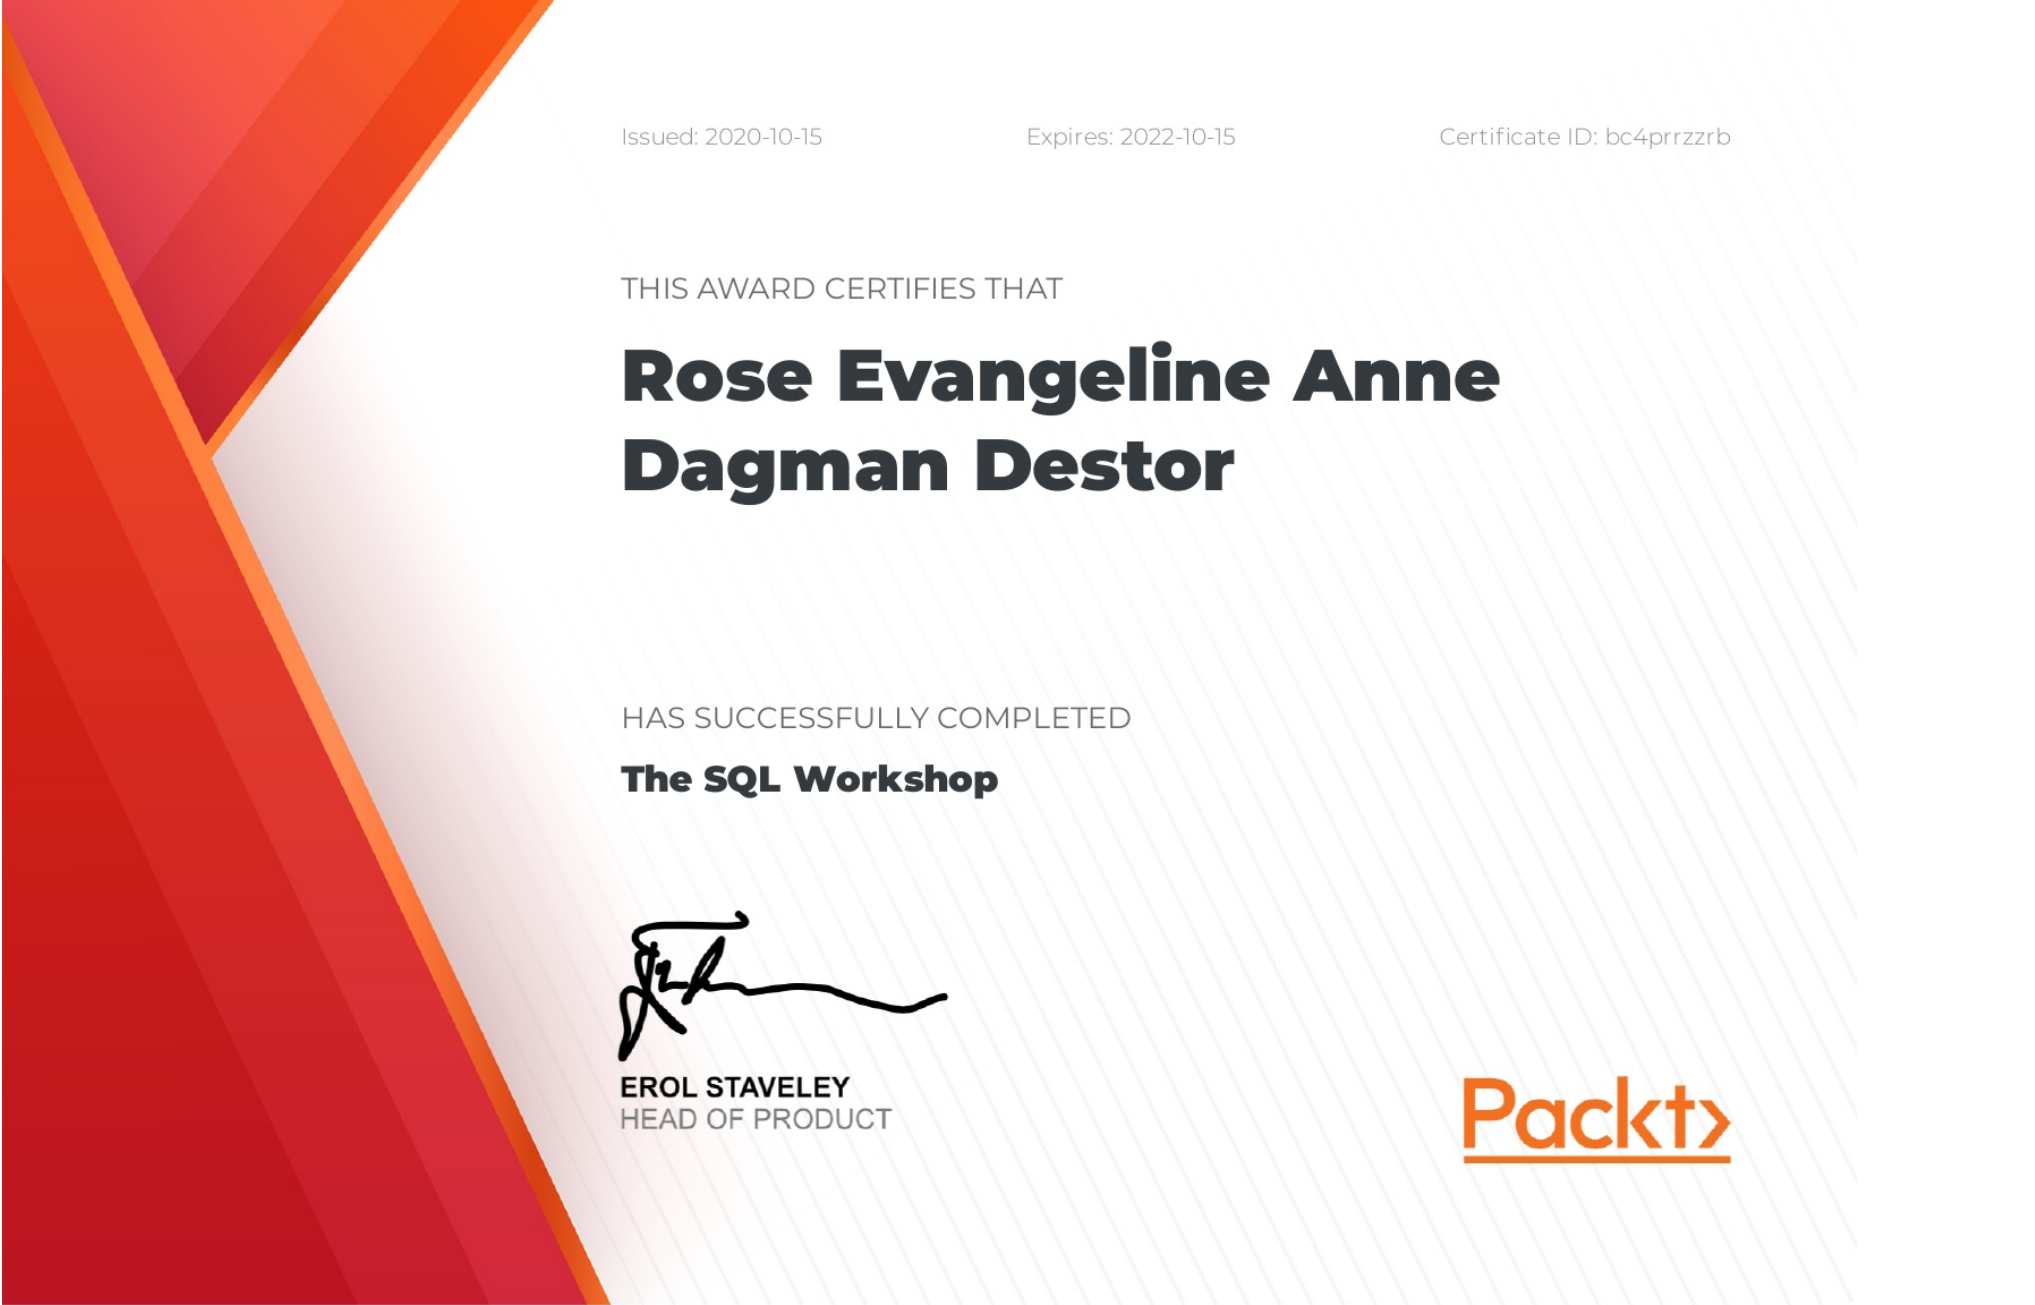 Issued: 2020-10-15 Expires: 2022-10-15 Certificate ID: bc4prrzzrb
THIS AWARD CERTIFIES THAT
Rose Evangeline Anne
Dagman Destor
HAS SUCCESSFULLY COMPLETED
The SQL Workshop
EROL STAVELEY
HEAD OF PRODUCT
Packt>